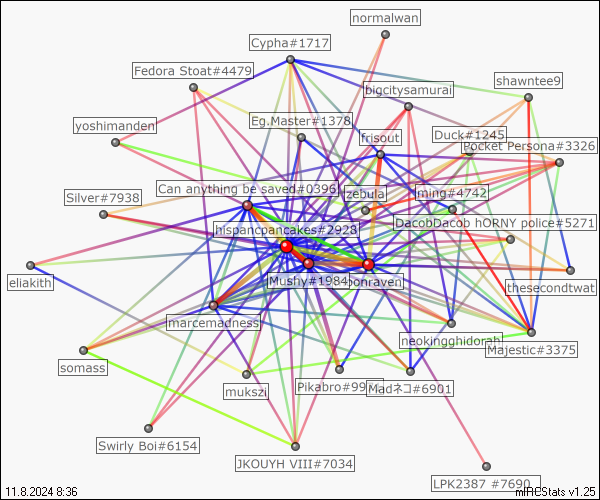 normalwan
Cypha#1717
Fedora Stoat#4479
shawntee9
bigcitysamurai
Eg.Master#1378
yoshimanden
frisout
Duck#1245
Pocket Persona#3326
Can anything be saved#0396
zebula
ming#4742
Silver#7938
DacobDacob hORNY police#5271
hispancpancakes#2928
eliakith
Mushy#1984
bonraven
thesecondtwat
marcemadness
neokingghidorah
Majestic#3375
somass
mukszi
Pikabro#99
Madネコ#6901
Swirly Boi#6154
JKOUYH VIII#7034
LPK2387 #7690
11.8.2024 8:36
mIRCStats v1.25